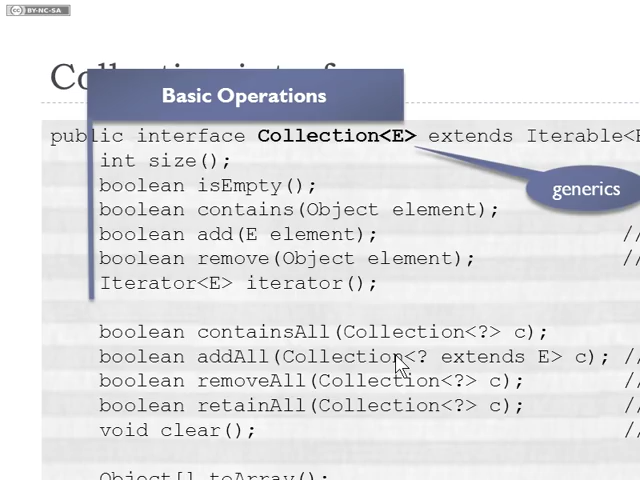 BY-NC-SA
Basic Operations
public interface Collection<E> extends Iterable<E
generics
int size();
boolean isEmpty();
boolean contains(Object element);
boolean add(E element); //
boolean remove(Object element); //
Iterator<E> iterator();
boolean containsAll(Collection<?> c);
boolean addAll(Collection<? extends E> c); //
boolean removeAll(Collection<?> c); //
boolean retainAll(Collection<?> c); //
void clear(); //
Object[] toArray();